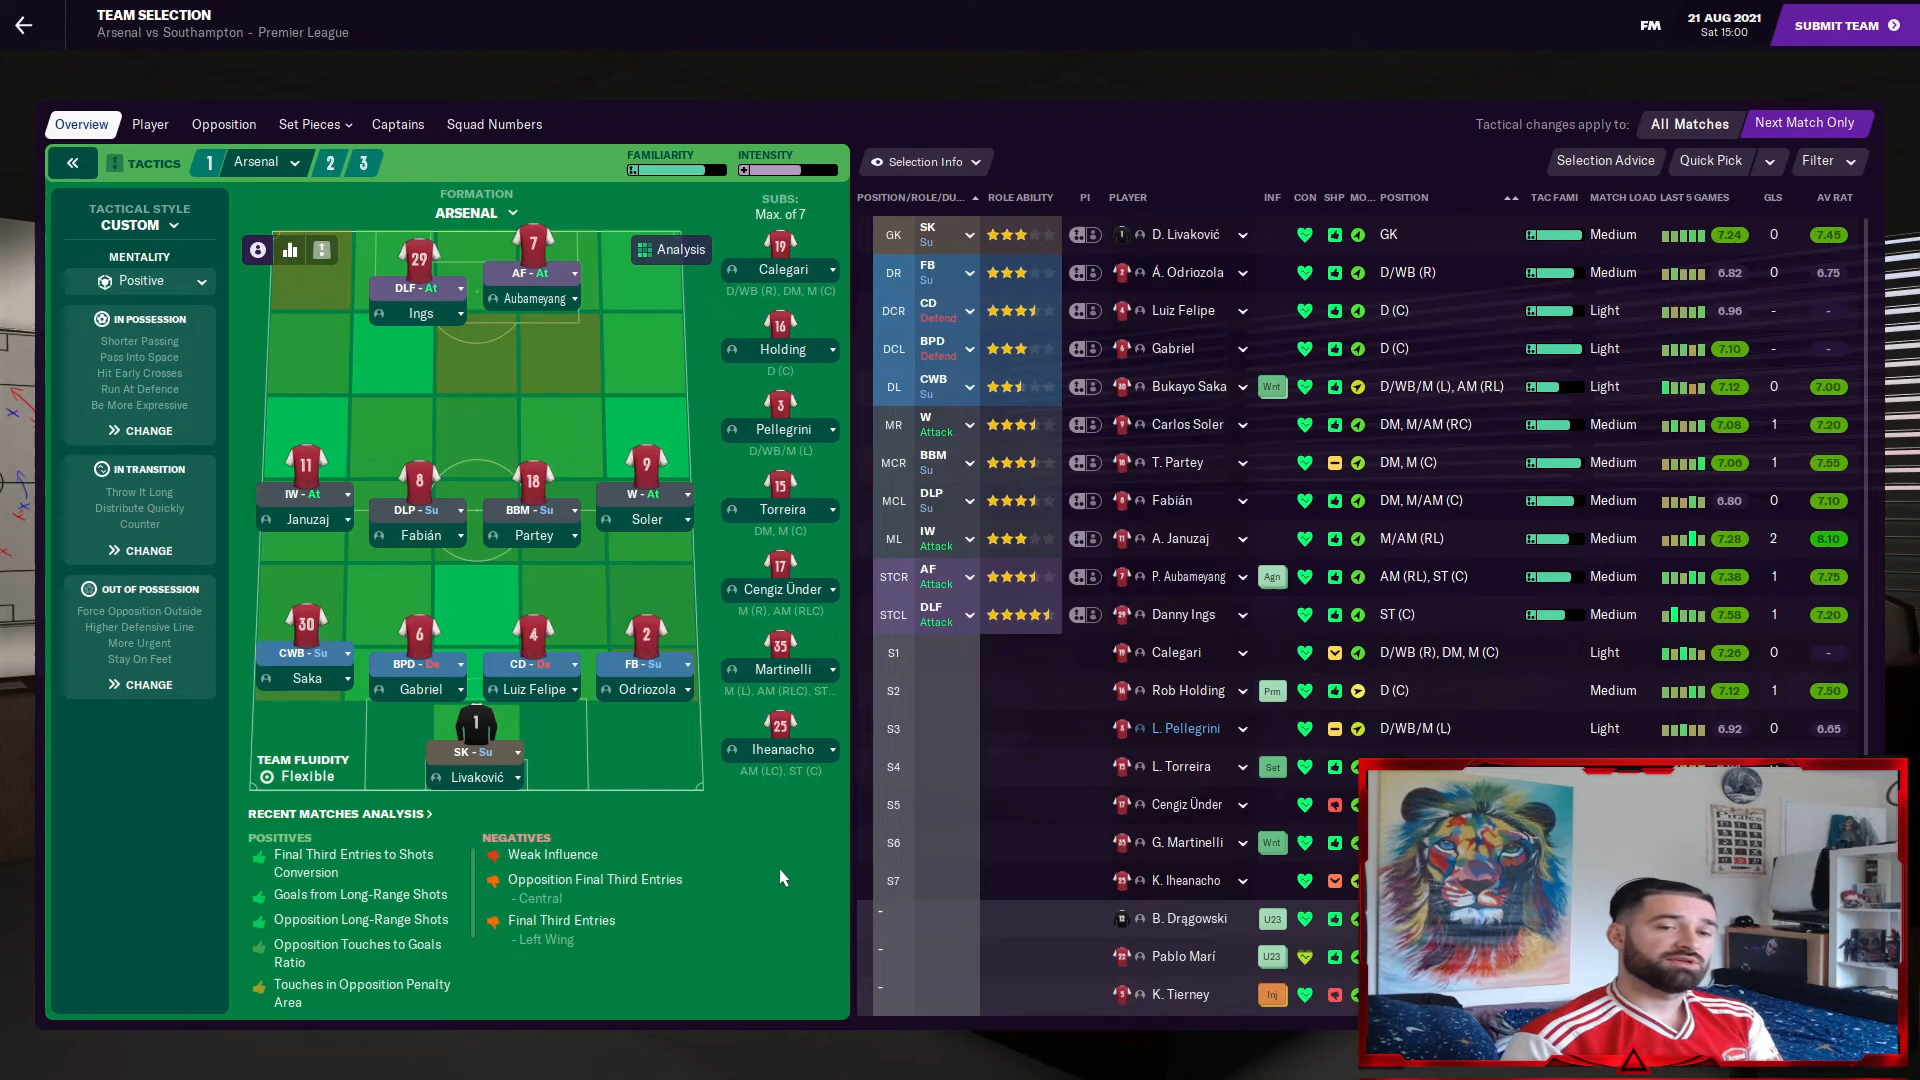 TEAM SELECTION
Arsenal vs Southampton - Premier League
FM
21 AUG 2021
Sat 15:00
SUBMIT TEAM
Overview
Player
Opposition
Set Pieces
Captains
Squad Numbers
Tactical changes apply to:
All Matches
Next Match Only
TACTICS
1
Arsenal
2
3
FAMILIARITY
INTENSITY
Selection Info
Selection Advice
Quick Pick
Filter
TACTICAL STYLE
CUSTOM
MENTALITY
Positive
IN POSSESSION
Shorter Passing
Pass Into Space
Hit Early Crosses
Run At Defence
Be More Expressive
CHANGE
IN TRANSITION
Throw It Long
Distribute Quickly
Counter
CHANGE
OUT OF POSSESSION
Force Opposition Outside
Higher Defensive Line
More Urgent
Stay On Feet
CHANGE
FORMATION
ARSENAL
Analysis
29
DLF - At
Ings
7
AF - At
Aubameyang
11
IW - At
Januzaj
8
DLP - Su
Fabián
18
BBM - Su
Partey
9
W - At
Soler
30
CWB - Su
Saka
6
BPD - De
Gabriel
4
CD - De
Luiz Felipe
2
FB - Su
Odriozola
1
SK - Su
Livaković
TEAM FLUIDITY
Flexible
SUBS:
Max. of 7
19
Calegari
D/WB (R), DM, M (C)
16
Holding
D (C)
3
Pellegrini
D/WB/M (L)
15
Torreira
DM, M (C)
17
Cengiz Ünder
M (R), AM (RLC)
35
Martinelli
M (L), AM (RLC), ST...
25
Iheanacho
AM (LC), ST (C)
RECENT MATCHES ANALYSIS
POSITIVES
Final Third Entries to Shots
Conversion
Goals from Long-Range Shots
Opposition Long-Range Shots
Opposition Touches to Goals
Ratio
Touches in Opposition Penalty
Area
NEGATIVES
Weak Influence
Opposition Final Third Entries
- Central
Final Third Entries
- Left Wing
POSITION/ROLE/DU... ROLE ABILITY PI PLAYER INF CON SHP MO... POSITION TAC FAMI MATCH LOAD LAST 5 GAMES GLS AV RAT
GK SK Su D. Livaković GK Medium 7.24 0 7.45
DR FB Su Á. Odriozola D/WB (R) Medium 6.82 0 6.75
DCR CD Defend Luiz Felipe D (C) Light 6.96 - -
DCL BPD Defend Gabriel D (C) Light 7.10 - -
DL CWB Su Bukayo Saka Wnt D/WB/M (L), AM (RL) Light 7.12 0 7.00
MR W Attack Carlos Soler DM, M/AM (RC) Medium 7.08 1 7.20
MCR BBM Su T. Partey DM, M (C) Medium 7.06 1 7.55
MCL DLP Su Fabián DM, M/AM (C) Medium 6.80 0 7.10
ML IW Attack A. Januzaj M/AM (RL) Medium 7.28 2 8.10
STCR AF Attack P. Aubameyang Agn AM (RL), ST (C) Medium 7.38 1 7.75
STCL DLF Attack Danny Ings ST (C) Medium 7.58 1 7.20
S1 Calegari D/WB (R), DM, M (C) Light 7.26 0 -
S2 Rob Holding Prm D (C) Medium 7.12 1 7.50
S3 L. Pellegrini D/WB/M (L) Light 6.92 0 6.65
S4 L. Torreira Set
S5 Cengiz Ünder
S6 G. Martinelli Wnt
S7 K. Iheanacho
- B. Drągowski U23
- Pablo Marí U23
- K. Tierney Inj